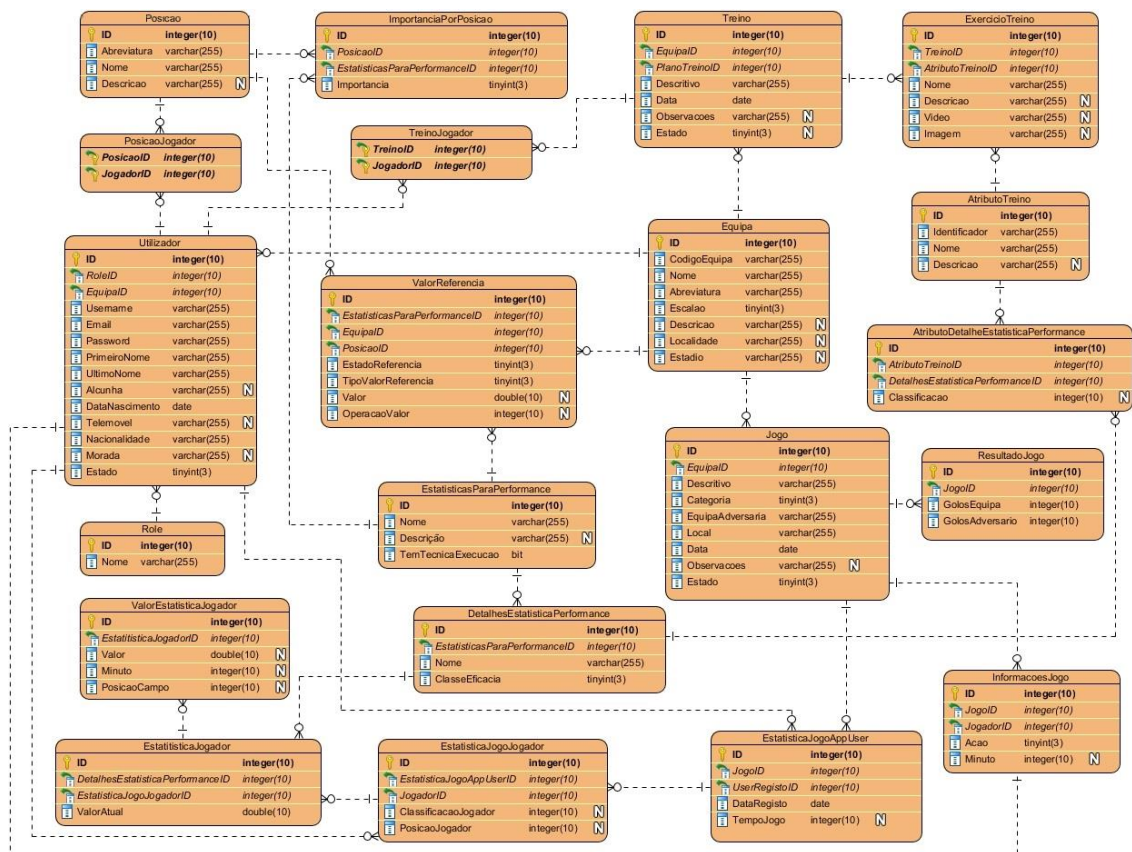 Posicao
ID integer(10)
Abreviatura varchar(255)
Nome varchar(255)
Descricao varchar(255) N
ImportanciaPorPosicao
ID integer(10)
PosicaoID integer(10)
EstatisticasParaPerformanceID integer(10)
Importancia tinyint(3)
Treino
ID integer(10)
EquipaID integer(10)
PlanoTreinoID integer(10)
Descritivo varchar(255)
Data date
Observacoes varchar(255) N
Estado tinyint(3) N
ExercicioTreino
ID integer(10)
TreinoID integer(10)
AtributoTreinoID integer(10)
Nome varchar(255)
Descricao varchar(255) N
Video varchar(255) N
Imagem varchar(255) N
PosicaoJogador
PosicaoID integer(10)
JogadorID integer(10)
TreinoJogador
TreinoID integer(10)
JogadorID integer(10)
AtributoTreino
ID integer(10)
Identificador varchar(255)
Nome varchar(255)
Descricao varchar(255) N
Utilizador
ID integer(10)
RoleID integer(10)
EquipaID integer(10)
Username varchar(255)
Email varchar(255)
Password varchar(255)
PrimeiroNome varchar(255)
UltimoNome varchar(255)
Alcunha varchar(255) N
DataNascimento date
Telemovel varchar(255) N
Nacionalidade varchar(255)
Morada varchar(255) N
Estado tinyint(3)
Equipa
ID integer(10)
CodigoEquipa varchar(255)
Nome varchar(255)
Abreviatura varchar(255)
Escalao tinyint(3)
Descricao varchar(255) N
Localidade varchar(255) N
Estadio varchar(255) N
ValorReferencia
ID integer(10)
EstatisticasParaPerformanceID integer(10)
EquipaID integer(10)
PosicaoID integer(10)
EstadoReferencia tinyint(3)
TipoValorReferencia tinyint(3)
Valor double(10) N
OperacaoValor integer(10) N
AtributoDetalheEstatisticaPerformance
ID integer(10)
AtributoTreinoID integer(10)
DetalhesEstatisticaPerformanceID integer(10)
Classificacao integer(10) N
Jogo
ID integer(10)
EquipaID integer(10)
Descritivo varchar(255)
Categoria tinyint(3)
EquipaAdversaria varchar(255)
Local varchar(255)
Data date
Observacoes varchar(255) N
Estado tinyint(3)
ResultadoJogo
ID integer(10)
JogoID integer(10)
GolosEquipa integer(10)
GolosAdversario integer(10)
EstatisticasParaPerformance
ID integer(10)
Nome varchar(255)
Descrição varchar(255) N
TemTecnicaExecucao bit
Role
ID integer(10)
Nome varchar(255)
ValorEstatisticaJogador
ID integer(10)
EstatitisticaJogadorID integer(10)
Valor double(10) N
Minuto integer(10) N
PosicaoCampo integer(10) N
DetalhesEstatisticaPerformance
ID integer(10)
EstatisticasParaPerformanceID integer(10)
Nome varchar(255)
ClasseEficacia tinyint(3)
InformacoesJogo
ID integer(10)
JogoID integer(10)
JogadorID integer(10)
Acao tinyint(3)
Minuto integer(10) N
EstatitisticaJogador
ID integer(10)
DetalhesEstatisticaPerformanceID integer(10)
EstatisticaJogoJogadorID integer(10)
ValorAtual double(10)
EstatisticaJogoJogador
ID integer(10)
EstatisticaJogoAppUserID integer(10)
JogadorID integer(10)
ClassificacaoJogador integer(10) N
PosicaoJogador integer(10) N
EstatisticaJogoAppUser
ID integer(10)
JogoID integer(10)
UserRegistoID integer(10)
DataRegisto date
TempoJogo integer(10) N